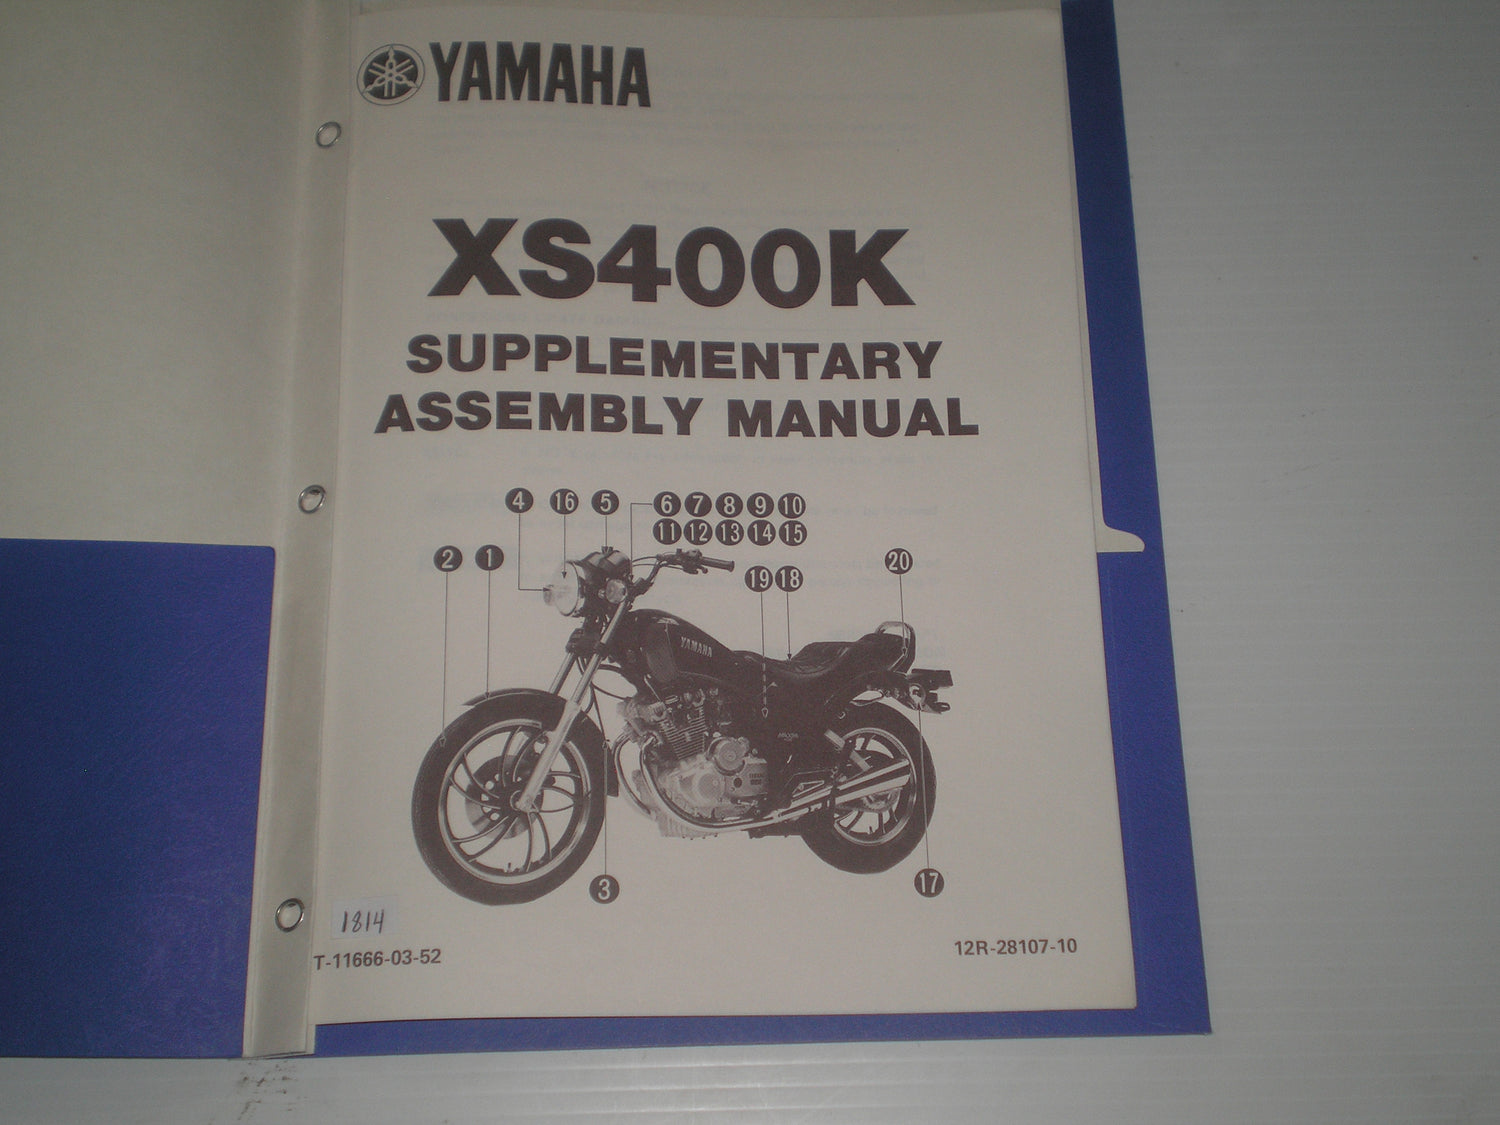 YAMAHA
XS400K
SUPPLEMENTARY
ASSEMBLY MANUAL
4 16 5 6 7 8 9 10
11 12 13 14 15
2 1
19 18
20
YAMAHA
3
17
1814
T-11666-03-52
12R-28107-10